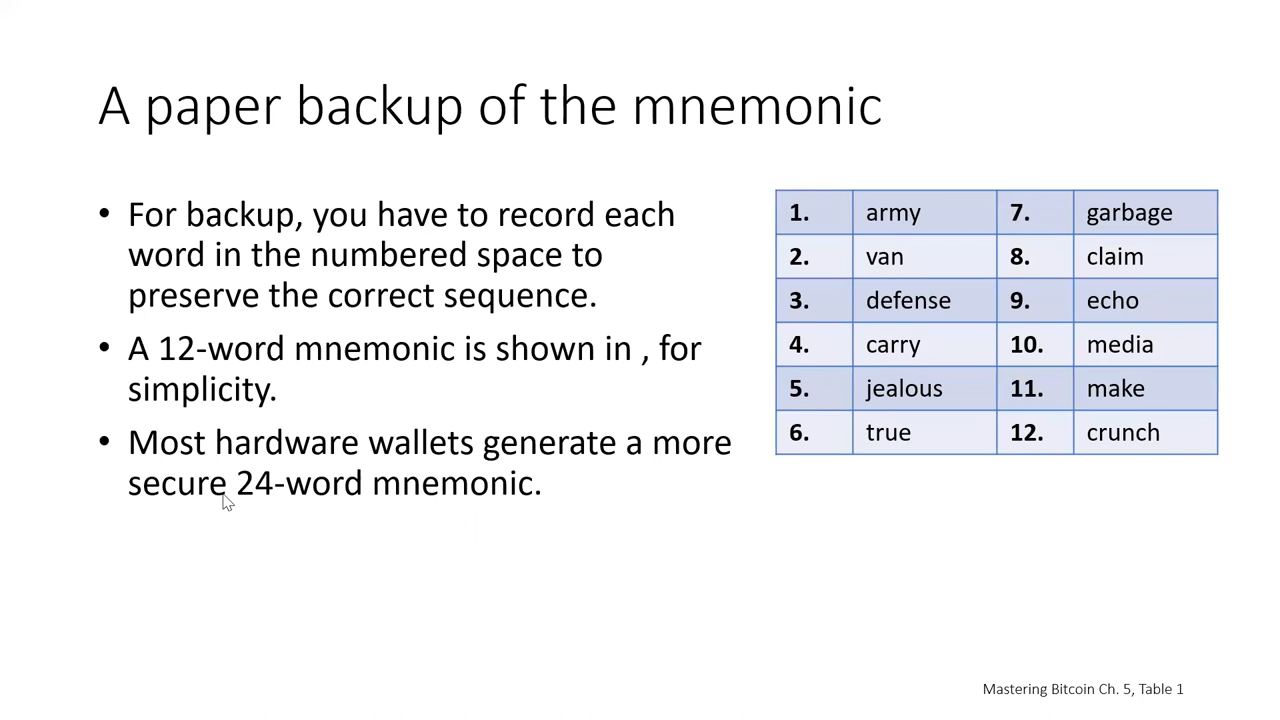 A paper backup of the mnemonic
• For backup, you have to record each
word in the numbered space to
preserve the correct sequence.
• A 12-word mnemonic is shown in , for
simplicity.
• Most hardware wallets generate a more
secure 24-word mnemonic.
1. army 7. garbage
2. van 8. claim
3. defense 9. echo
4. carry 10. media
5. jealous 11. make
6. true 12. crunch
Mastering Bitcoin Ch. 5, Table 1